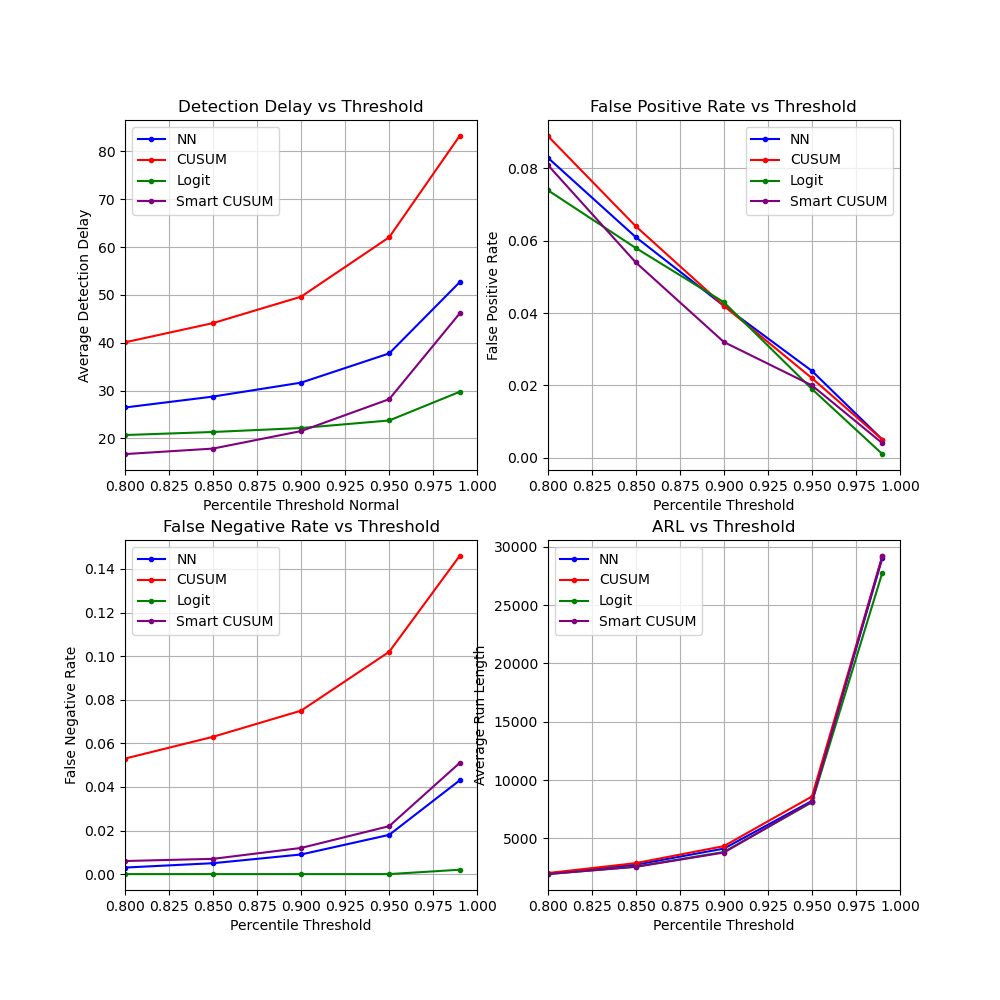 Detection Delay vs Threshold
NN
CUSUM
Logit
Smart CUSUM
Average Detection Delay
80
70
60
50
40
30
20
0.800 0.825 0.850 0.875 0.900 0.925 0.950 0.975 1.000
Percentile Threshold Normal
False Positive Rate vs Threshold
NN
CUSUM
Logit
Smart CUSUM
False Positive Rate
0.08
0.06
0.04
0.02
0.00
0.800 0.825 0.850 0.875 0.900 0.925 0.950 0.975 1.000
Percentile Threshold
False Negative Rate vs Threshold
NN
CUSUM
Logit
Smart CUSUM
False Negative Rate
0.14
0.12
0.10
0.08
0.06
0.04
0.02
0.00
0.800 0.825 0.850 0.875 0.900 0.925 0.950 0.975 1.000
Percentile Threshold
ARL vs Threshold
NN
CUSUM
Logit
Smart CUSUM
Average Run Length
30000
25000
20000
15000
10000
5000
0.800 0.825 0.850 0.875 0.900 0.925 0.950 0.975 1.000
Percentile Threshold